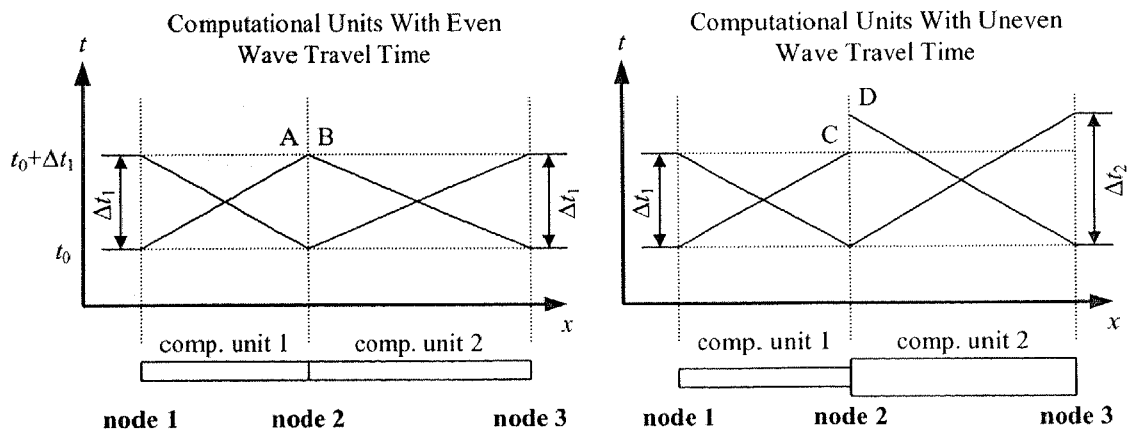 Computational Units With Even
Wave Travel Time
t
A B
t₀+Δt₁
Δt₁
Δt₁
t₀
x
comp. unit 1 comp. unit 2
node 1 node 2 node 3
Computational Units With Uneven
Wave Travel Time
t
D
C
Δt₁
Δt₂
t₀
x
comp. unit 1 comp. unit 2
node 1 node 2 node 3